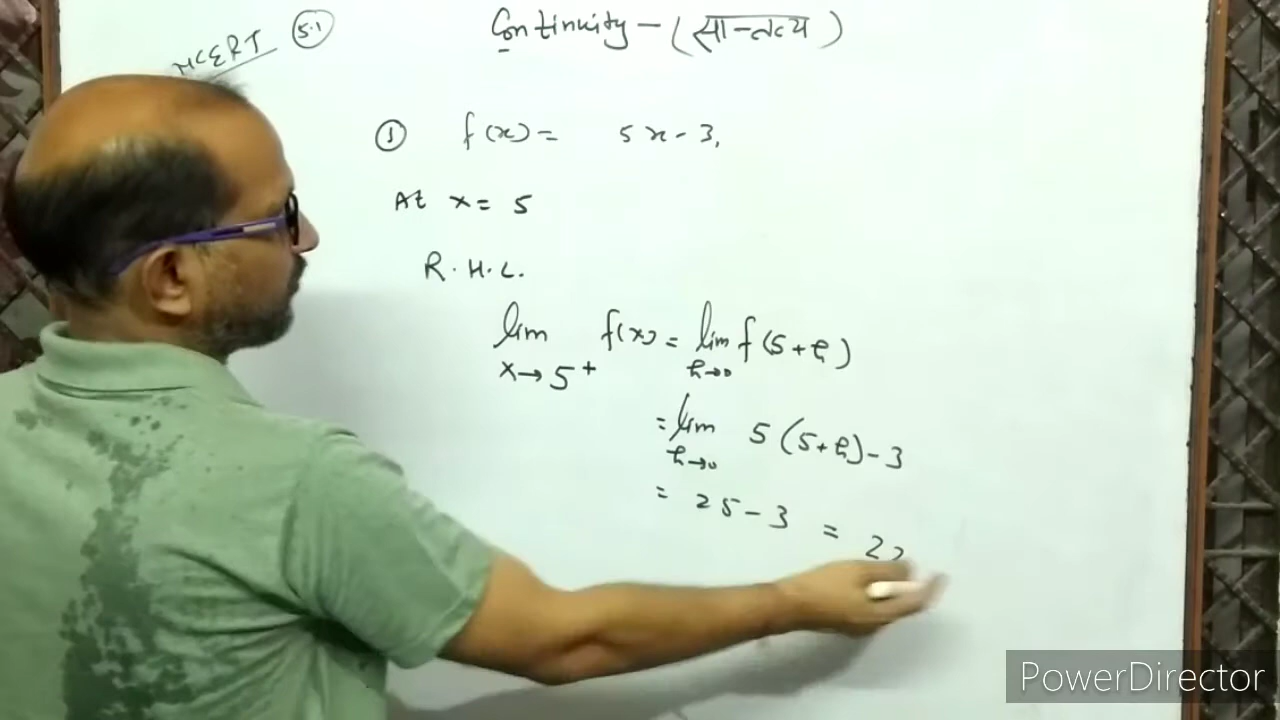 Continuity - (सा-तत्य)
NCERT 5.1
① f(x) = 5x - 3,
At x = 5
R.H.L.
lim x→5+ f(x) = lim h→0 f(5+h)
= lim h→0 5(5+h) - 3
= 25 - 3 = 22
PowerDirector